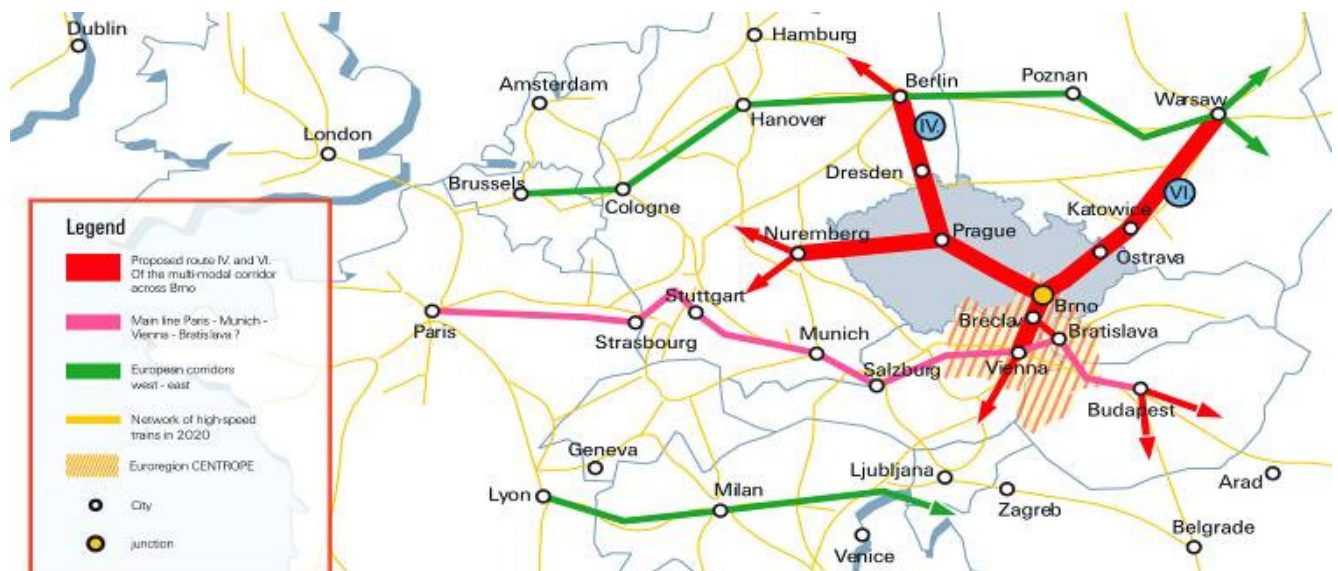 Dublin
Hamburg
Amsterdam
Berlin
Poznan
Warsaw
London
Hanover
IV.
Dresden
VI
Brussels
Cologne
Katowice
Nuremberg
Prague
Ostrava
Legend
Proposed route IV. and VI.
Of the multi-modal corridor
across Brno
Main line Paris - Munich -
Vienna - Bratislava ?
European corridors
west - east
Network of high-speed
trains in 2020
Euroregion CENTROPE
City
junction
Paris
Strasbourg
Stuttgart
Munich
Salzburg
Brno
Breclav
Bratislava
Vienna
Budapest
Geneva
Lyon
Milan
Ljubljana
Zagreb
Arad
Venice
Belgrade